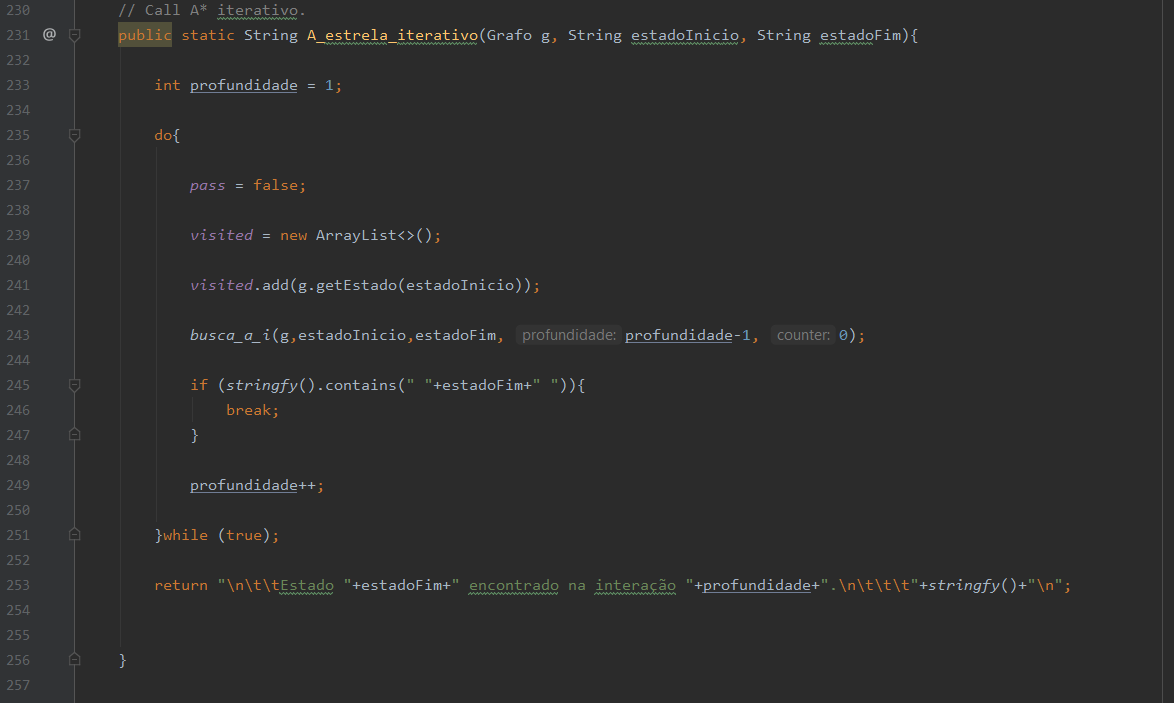 230 // Call A* iterativo.
231 @ public static String A_estrela_iterativo(Grafo g, String estadoInicio, String estadoFim){
232
233 int profundidade = 1;
234
235 do{
236
237 pass = false;
238
239 visited = new ArrayList<>();
240
241 visited.add(g.getEstado(estadoInicio));
242
243 busca_a_i(g,estadoInicio,estadoFim, profundidade: profundidade-1, counter: 0);
244
245 if (stringfy().contains(" "+estadoFim+" ")){
246 break;
247 }
248
249 profundidade++;
250
251 }while (true);
252
253 return "\n\t\tEstado "+estadoFim+" encontrado na interação "+profundidade+".\n\t\t\t"+stringfy()+"\n";
254
255
256 }
257